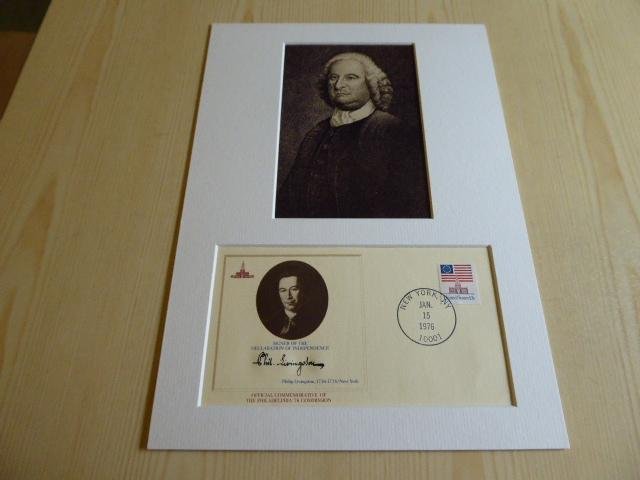 SIGNER OF THE
DECLARATION OF INDEPENDENCE
Phil. Livingston
Philip Livingston, 1716-1778/New York
OFFICIAL COMMEMORATIVE OF
THE PHILADELPHIA '76 COMMISSION
NEW YORK, NY
JAN.
15
1976
10001